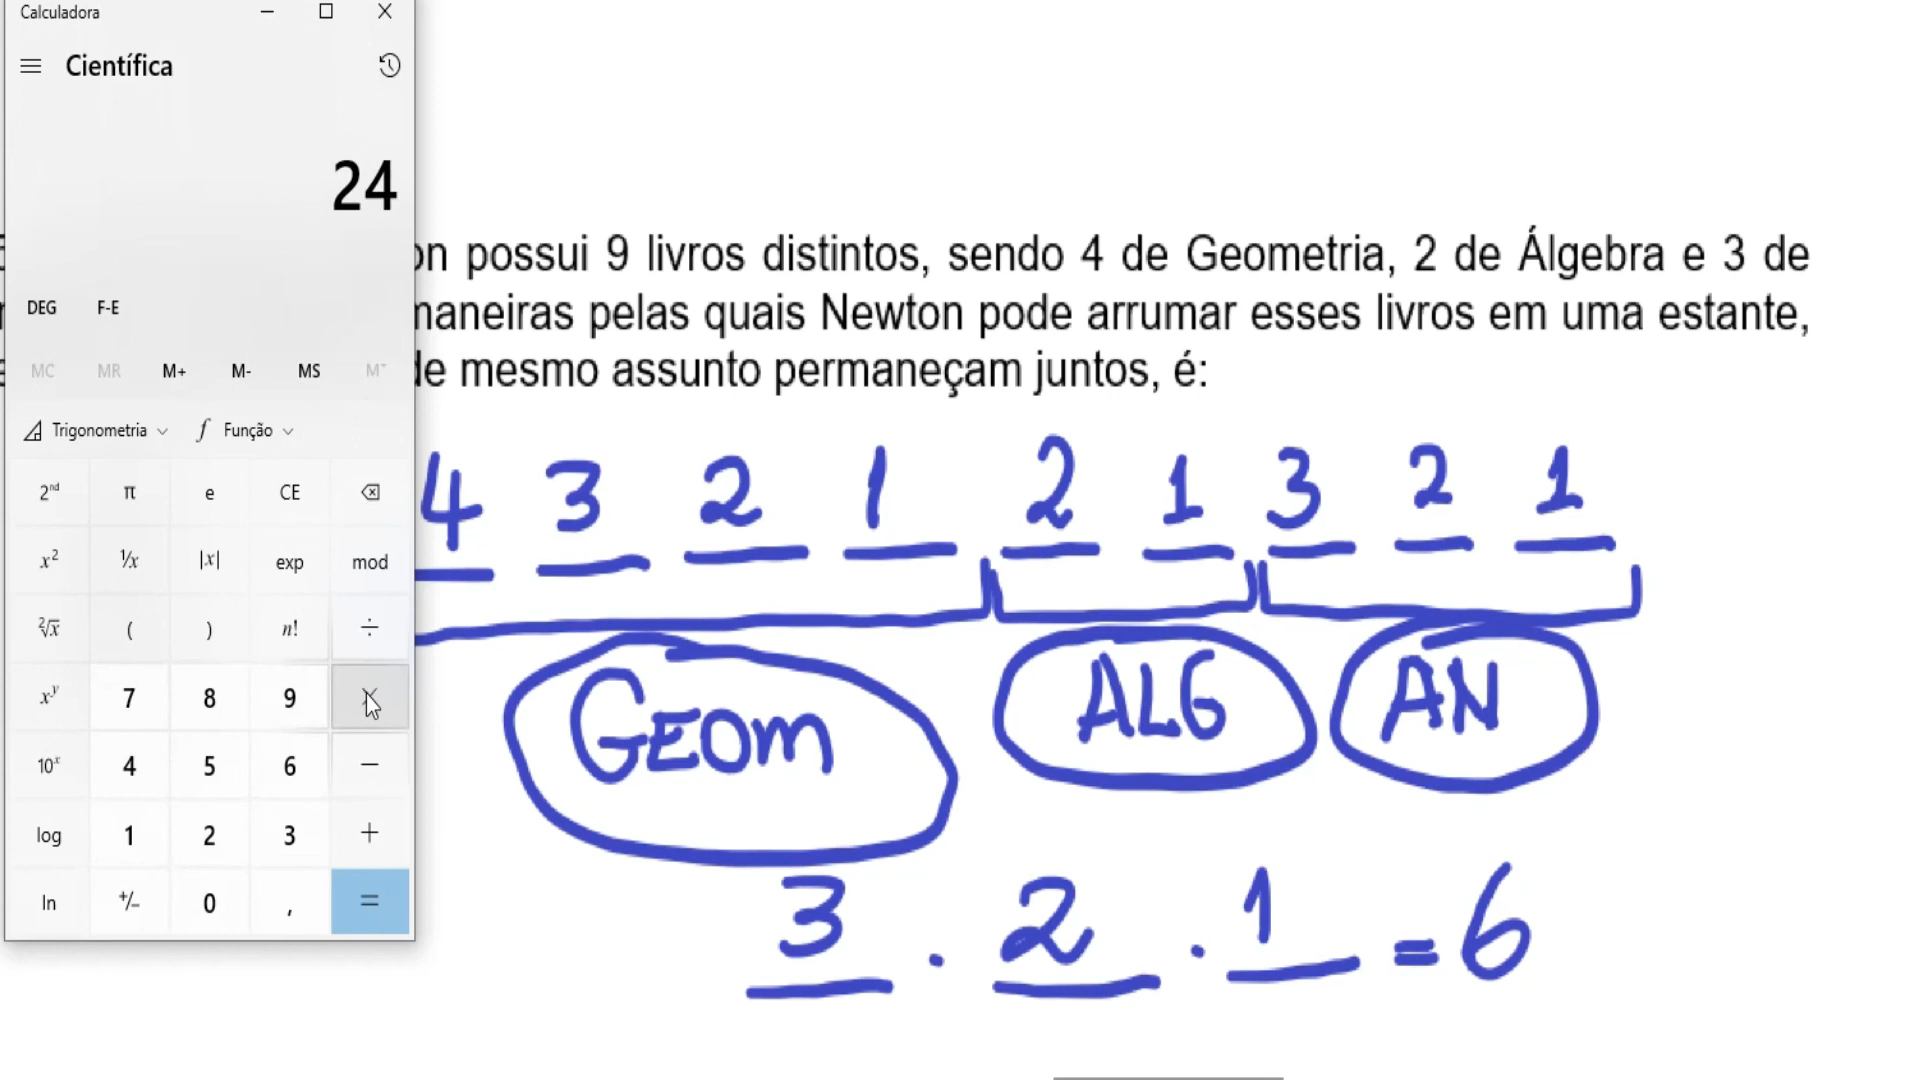 Calculadora
Científica
24
DEG F-E
MC MR M+ M- MS M˅
Trigonometria f Função
2nd π e CE
x² ⅟x |x| exp mod
²√x ( ) n! ÷
xʸ 7 8 9 ×
10ˣ 4 5 6 −
log 1 2 3 +
ln +/− 0 , =
on possui 9 livros distintos, sendo 4 de Geometria, 2 de Álgebra e 3 de
maneiras pelas quais Newton pode arrumar esses livros em uma estante,
de mesmo assunto permaneçam juntos, é:
4 3 2 1 2 1 3 2 1
GEOM ALG AN
3 . 2 . 1 = 6